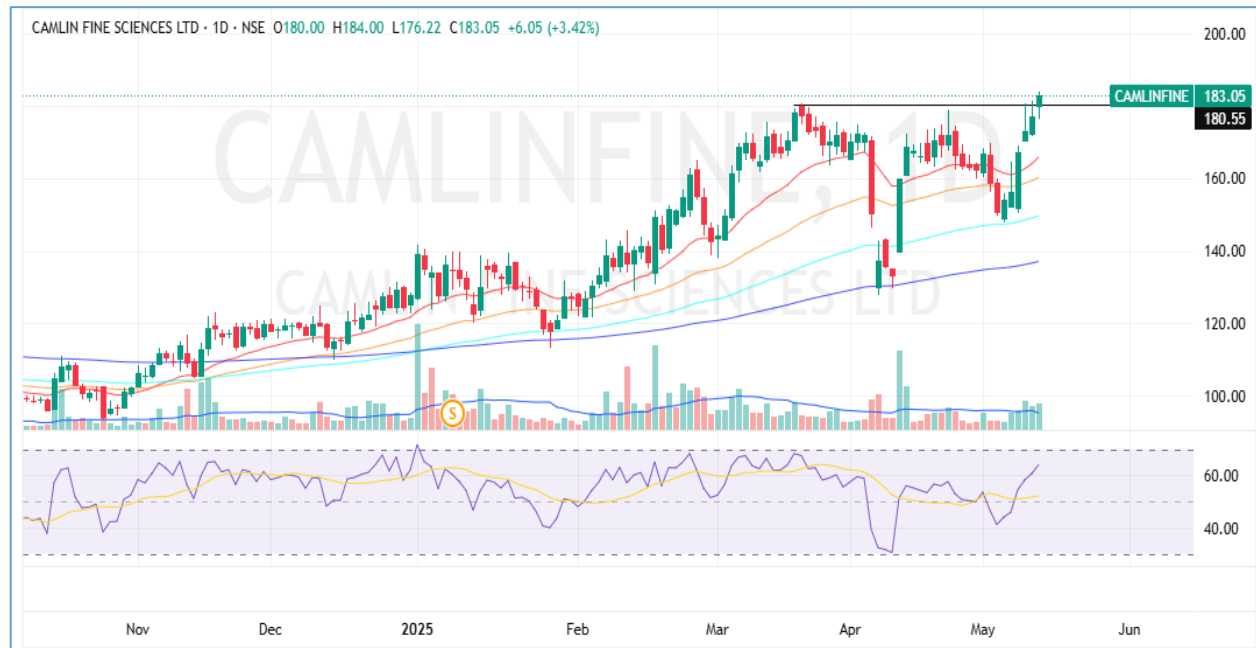 CAMLIN FINE SCIENCES LTD · 1D · NSE O180.00 H184.00 L176.22 C183.05 +6.05 (+3.42%)
200.00
CAMLINFINE 183.05
180.55
CAMLINFINE, 1D
160.00
140.00
CAMLIN FINE SCIENCES LTD
120.00
100.00
S
60.00
40.00
Nov Dec 2025 Feb Mar Apr May Jun